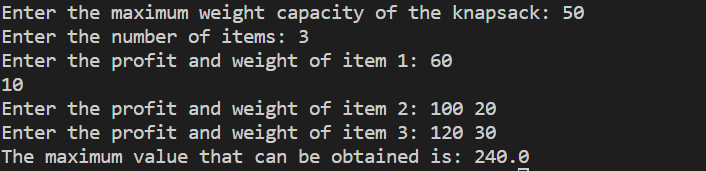 Enter the maximum weight capacity of the knapsack: 50
Enter the number of items: 3
Enter the profit and weight of item 1: 60
10
Enter the profit and weight of item 2: 100 20
Enter the profit and weight of item 3: 120 30
The maximum value that can be obtained is: 240.0